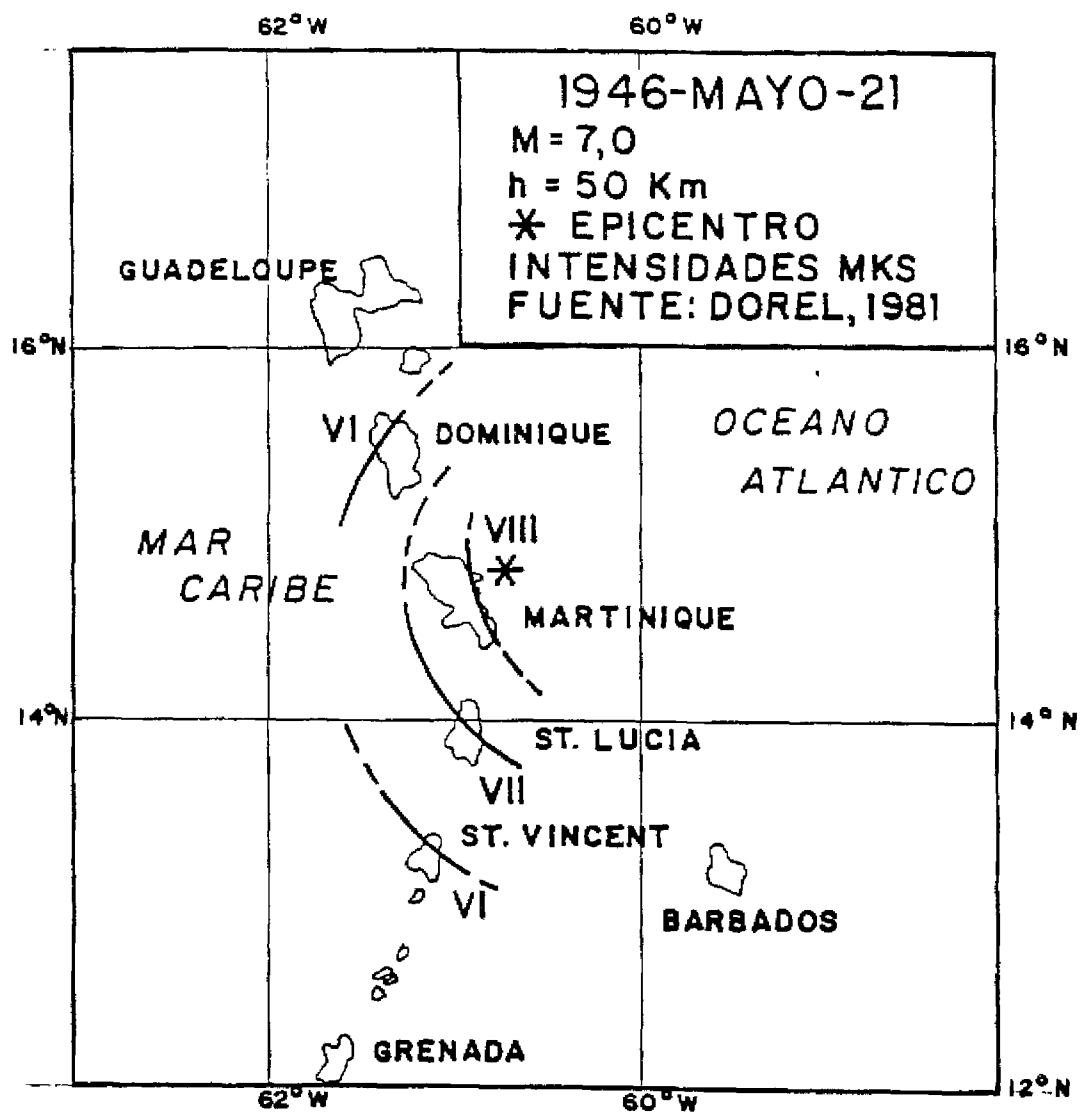 62°W
60°W
1946-MAYO-21
M = 7,0
h = 50 Km
* EPICENTRO
INTENSIDADES MKS
FUENTE: DOREL, 1981
GUADELOUPE
16°N
16°N
VI
DOMINIQUE
OCEANO
ATLANTICO
VIII
MAR
CARIBE
MARTINIQUE
14°N
14°N
ST. LUCIA
VII
ST. VINCENT
VI
BARBADOS
GRENADA
62°W
60°W
12°N